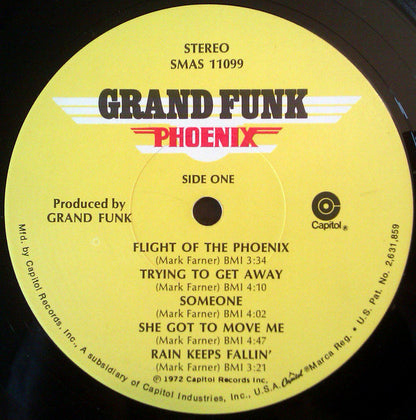 STEREO
SMAS 11099
GRAND FUNK
PHOENIX
SIDE ONE
Produced by
GRAND FUNK
Capitol®
FLIGHT OF THE PHOENIX
(Mark Farner) BMI 3:34
TRYING TO GET AWAY
(Mark Farner) BMI 4:10
SOMEONE
(Mark Farner) BMI 4:02
SHE GOT TO MOVE ME
(Mark Farner) BMI 4:47
RAIN KEEPS FALLIN'
(Mark Farner) BMI 3:21
℗ 1972 Capitol Records Inc.
Mfd. by Capitol Records, Inc., A subsidiary of Capitol Industries, Inc., U.S.A. Capitol® Marca Reg. • U.S. Pat. No. 2,631,859